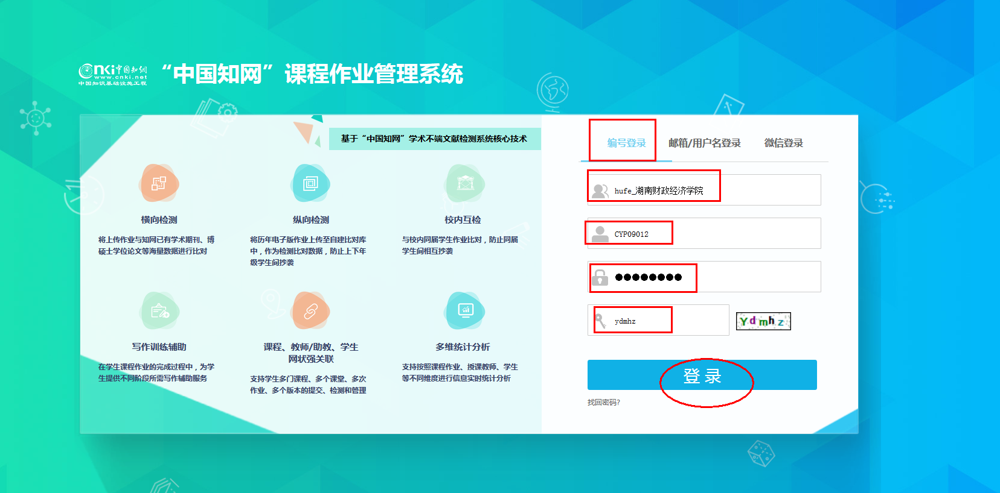 cnki中国知网
www.cnki.net
中国知识基础设施工程
“中国知网”课程作业管理系统
基于“中国知网”学术不端文献检测系统核心技术
横向检测
将上传作业与知网已有学术期刊、博
硕士学位论文等海量数据进行比对
纵向检测
将历年电子版作业上传至自建比对库
中，作为检测比对数据，防止上下年
级学生间抄袭
校内互检
与校内同届学生作业比对，防止同届
学生间相互抄袭
写作训练辅助
在学生课程作业的完成过程中，为学
生提供不同阶段所需写作辅助服务
课程、教师/助教、学生
网状强关联
支持学生多门课程、多个课堂、多次
作业、多个版本的提交、检测和管理
多维统计分析
支持按照课程作业、授课教师、学生
等不同维度进行信息实时统计分析
编号登录 邮箱/用户名登录 微信登录
hufe_湖南财政经济学院
CYP09012
●●●●●●●●
ydmhz Ydmhz
登录
找回密码?